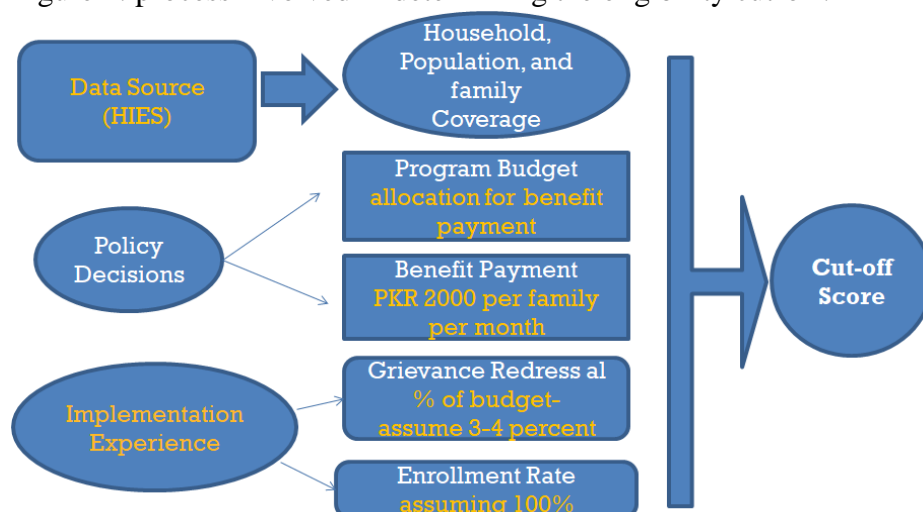 Data Source
(HIES)
Household,
Population, and
family
Coverage
Program Budget
allocation for benefit
payment
Policy
Decisions
Benefit Payment
PKR 2000 per family
per month
Cut-off
Score
Grievance Redress al
% of budget-
assume 3-4 percent
Implementation
Experience
Enrollment Rate
assuming 100%